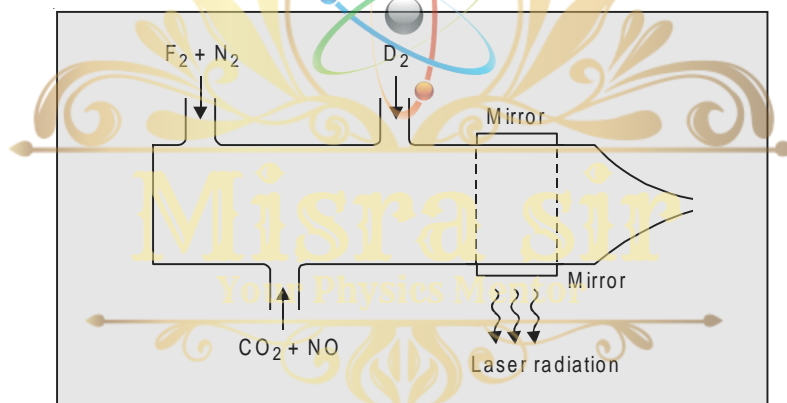 F2 + N2
D2
Mirror
Misra sir
Your Physics Mentor
Mirror
CO2 + NO
Laser radiation